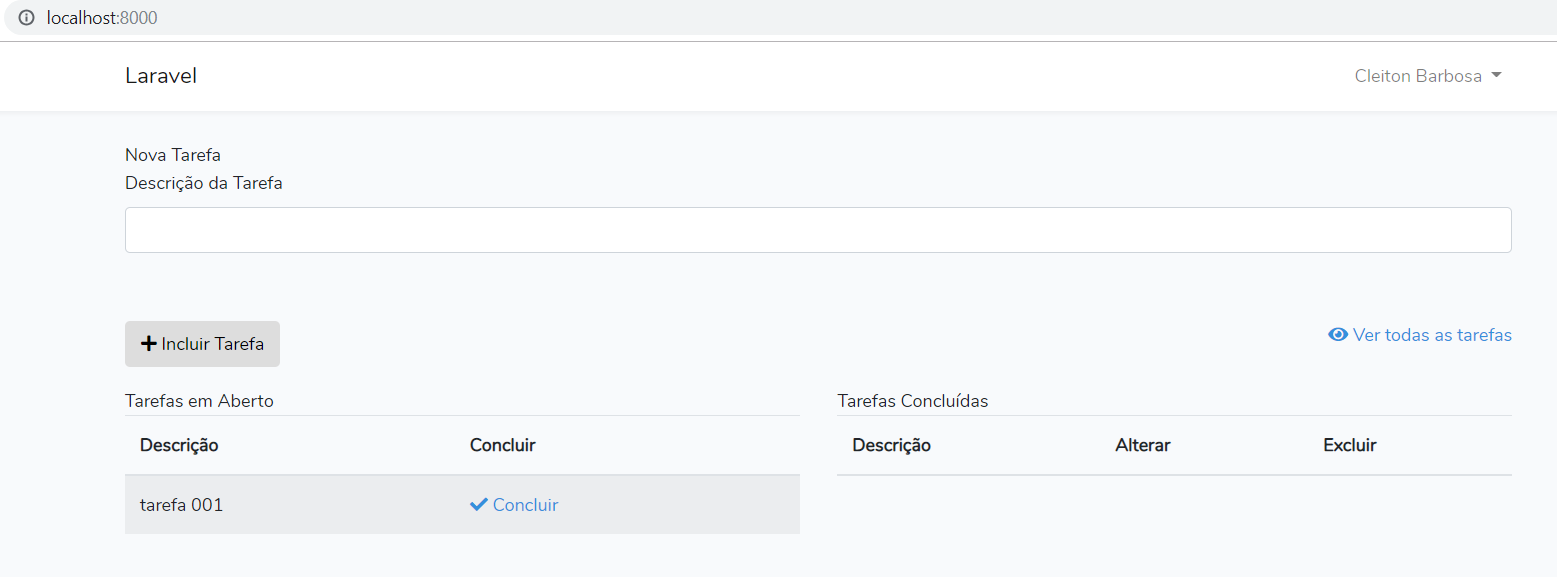 localhost:8000
Laravel
Cleiton Barbosa
Nova Tarefa
Descrição da Tarefa
Incluir Tarefa
Ver todas as tarefas
Tarefas em Aberto
Descrição Concluir
tarefa 001 Concluir
Tarefas Concluídas
Descrição Alterar Excluir